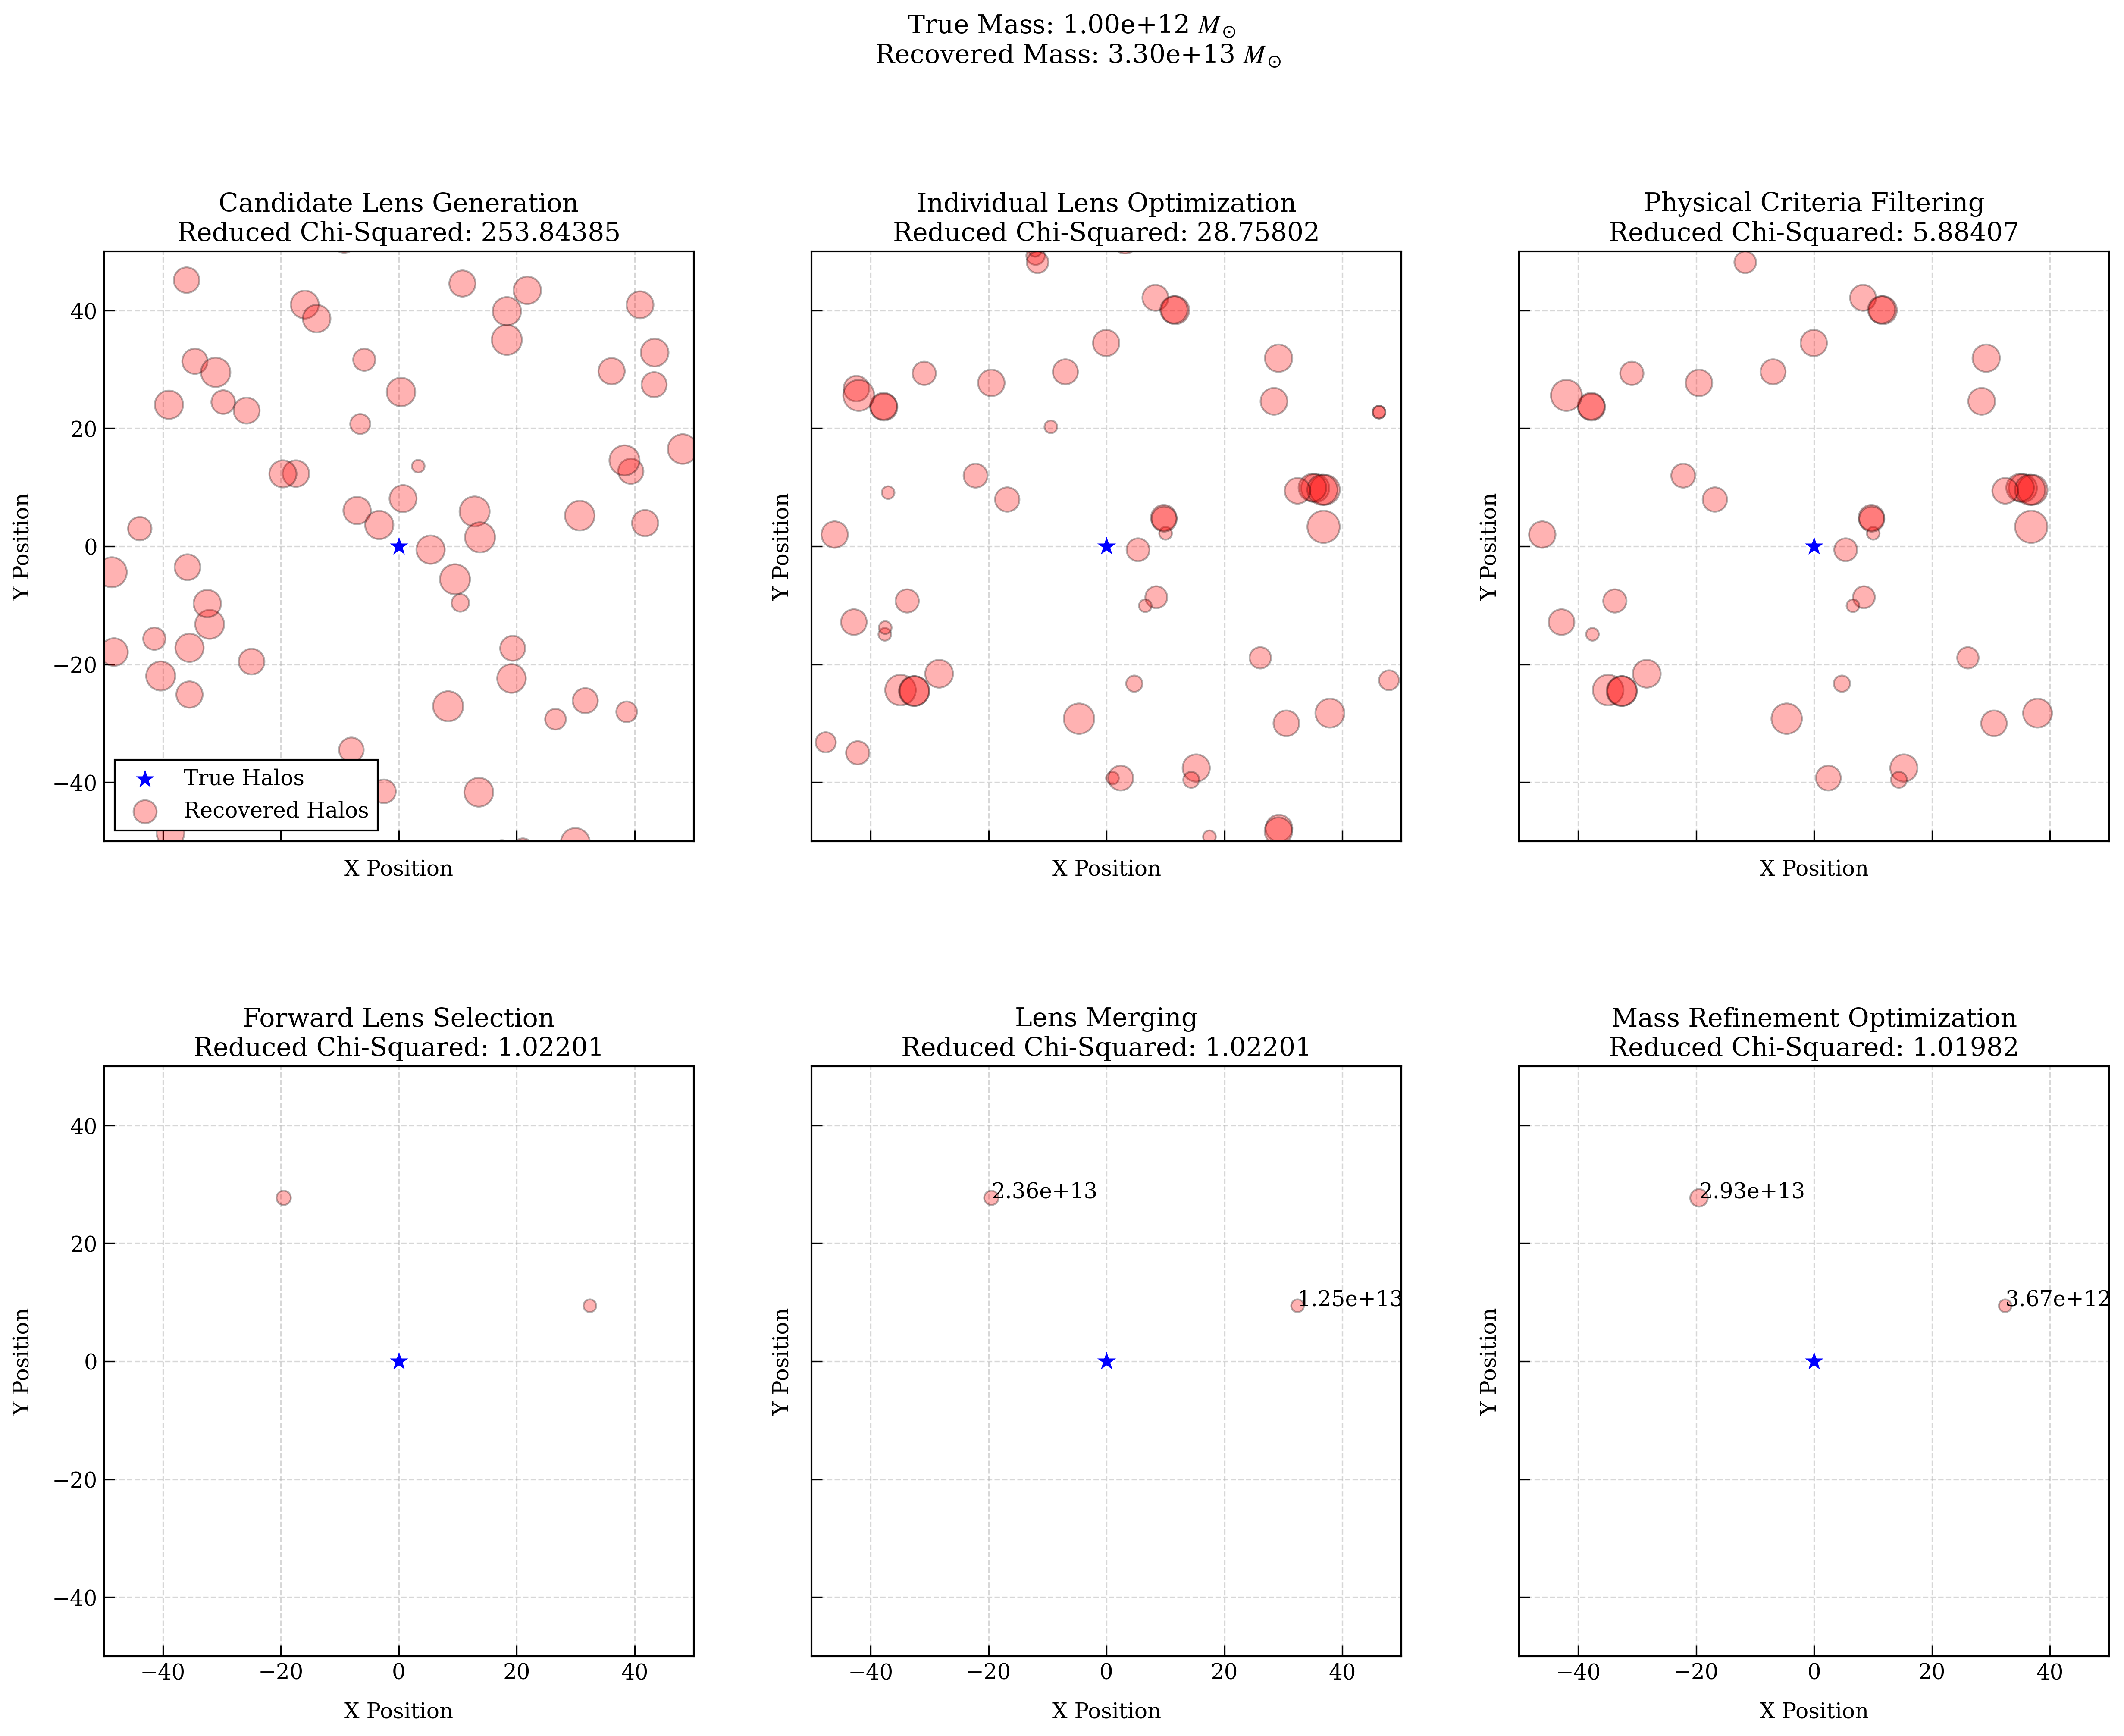 True Mass: 1.00e+12 M⊙
Recovered Mass: 3.30e+13 M⊙
Candidate Lens Generation
Reduced Chi-Squared: 253.84385
Y Position
40
20
0
−20
−40
True Halos
Recovered Halos
X Position
Individual Lens Optimization
Reduced Chi-Squared: 28.75802
Y Position
X Position
Physical Criteria Filtering
Reduced Chi-Squared: 5.88407
Y Position
X Position
Forward Lens Selection
Reduced Chi-Squared: 1.02201
Y Position
40
20
0
−20
−40
−40 −20 0 20 40
X Position
Lens Merging
Reduced Chi-Squared: 1.02201
Y Position
2.36e+13
1.25e+13
−40 −20 0 20 40
X Position
Mass Refinement Optimization
Reduced Chi-Squared: 1.01982
Y Position
2.93e+13
3.67e+12
−40 −20 0 20 40
X Position